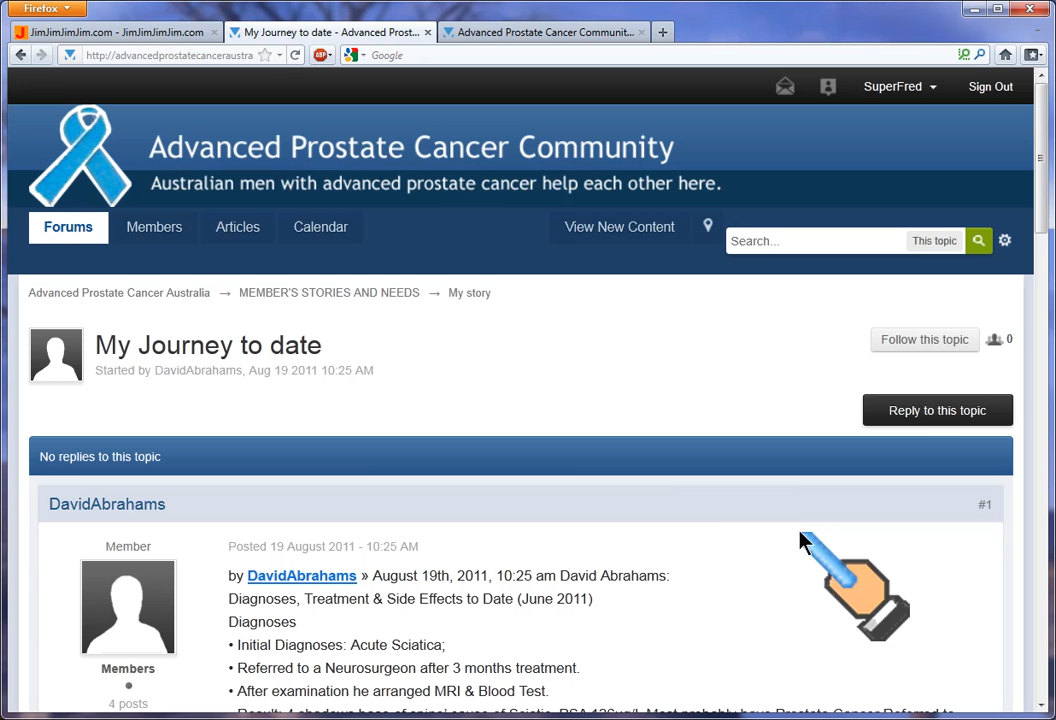 Firefox
JimJimJimJim.com - JimJimJimJim.com
My Journey to date - Advanced Prost...
Advanced Prostate Cancer Communit...
http://advancedprostatecanceraustra
ABP
Google
SuperFred
Sign Out
Advanced Prostate Cancer Community
Australian men with advanced prostate cancer help each other here.
Forums
Members
Articles
Calendar
View New Content
Search...
This topic
Advanced Prostate Cancer Australia → MEMBER'S STORIES AND NEEDS → My story
My Journey to date
Started by DavidAbrahams, Aug 19 2011 10:25 AM
Follow this topic
0
Reply to this topic
No replies to this topic
DavidAbrahams
#1
Member
Members
4 posts
Posted 19 August 2011 - 10:25 AM
by DavidAbrahams » August 19th, 2011, 10:25 am David Abrahams:
Diagnoses, Treatment & Side Effects to Date (June 2011)
Diagnoses
• Initial Diagnoses: Acute Sciatica;
• Referred to a Neurosurgeon after 3 months treatment.
• After examination he arranged MRI & Blood Test.